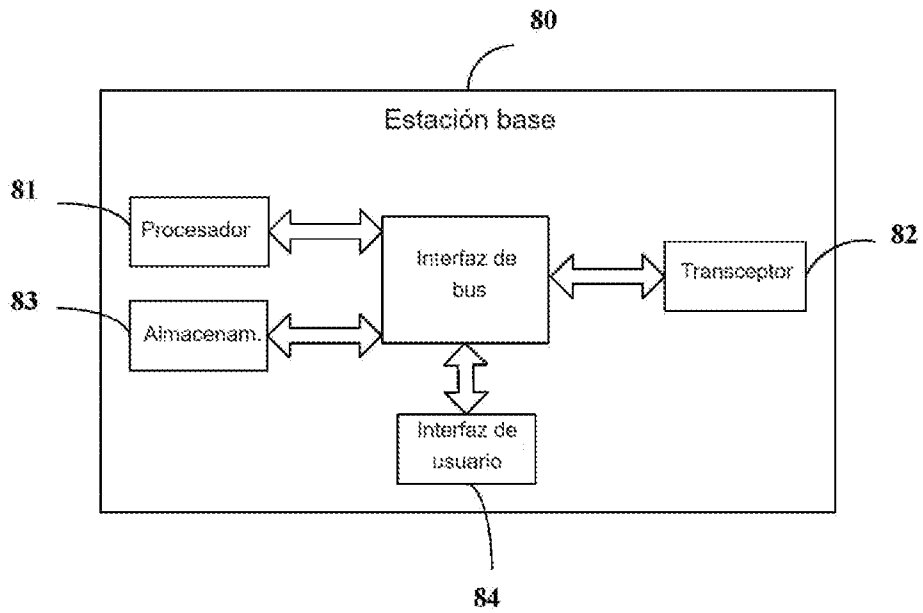 80
Estación base
81
Procesador
Interfaz de
bus
Transceptor
82
83
Almacenam.
Interfaz de
usuario
84